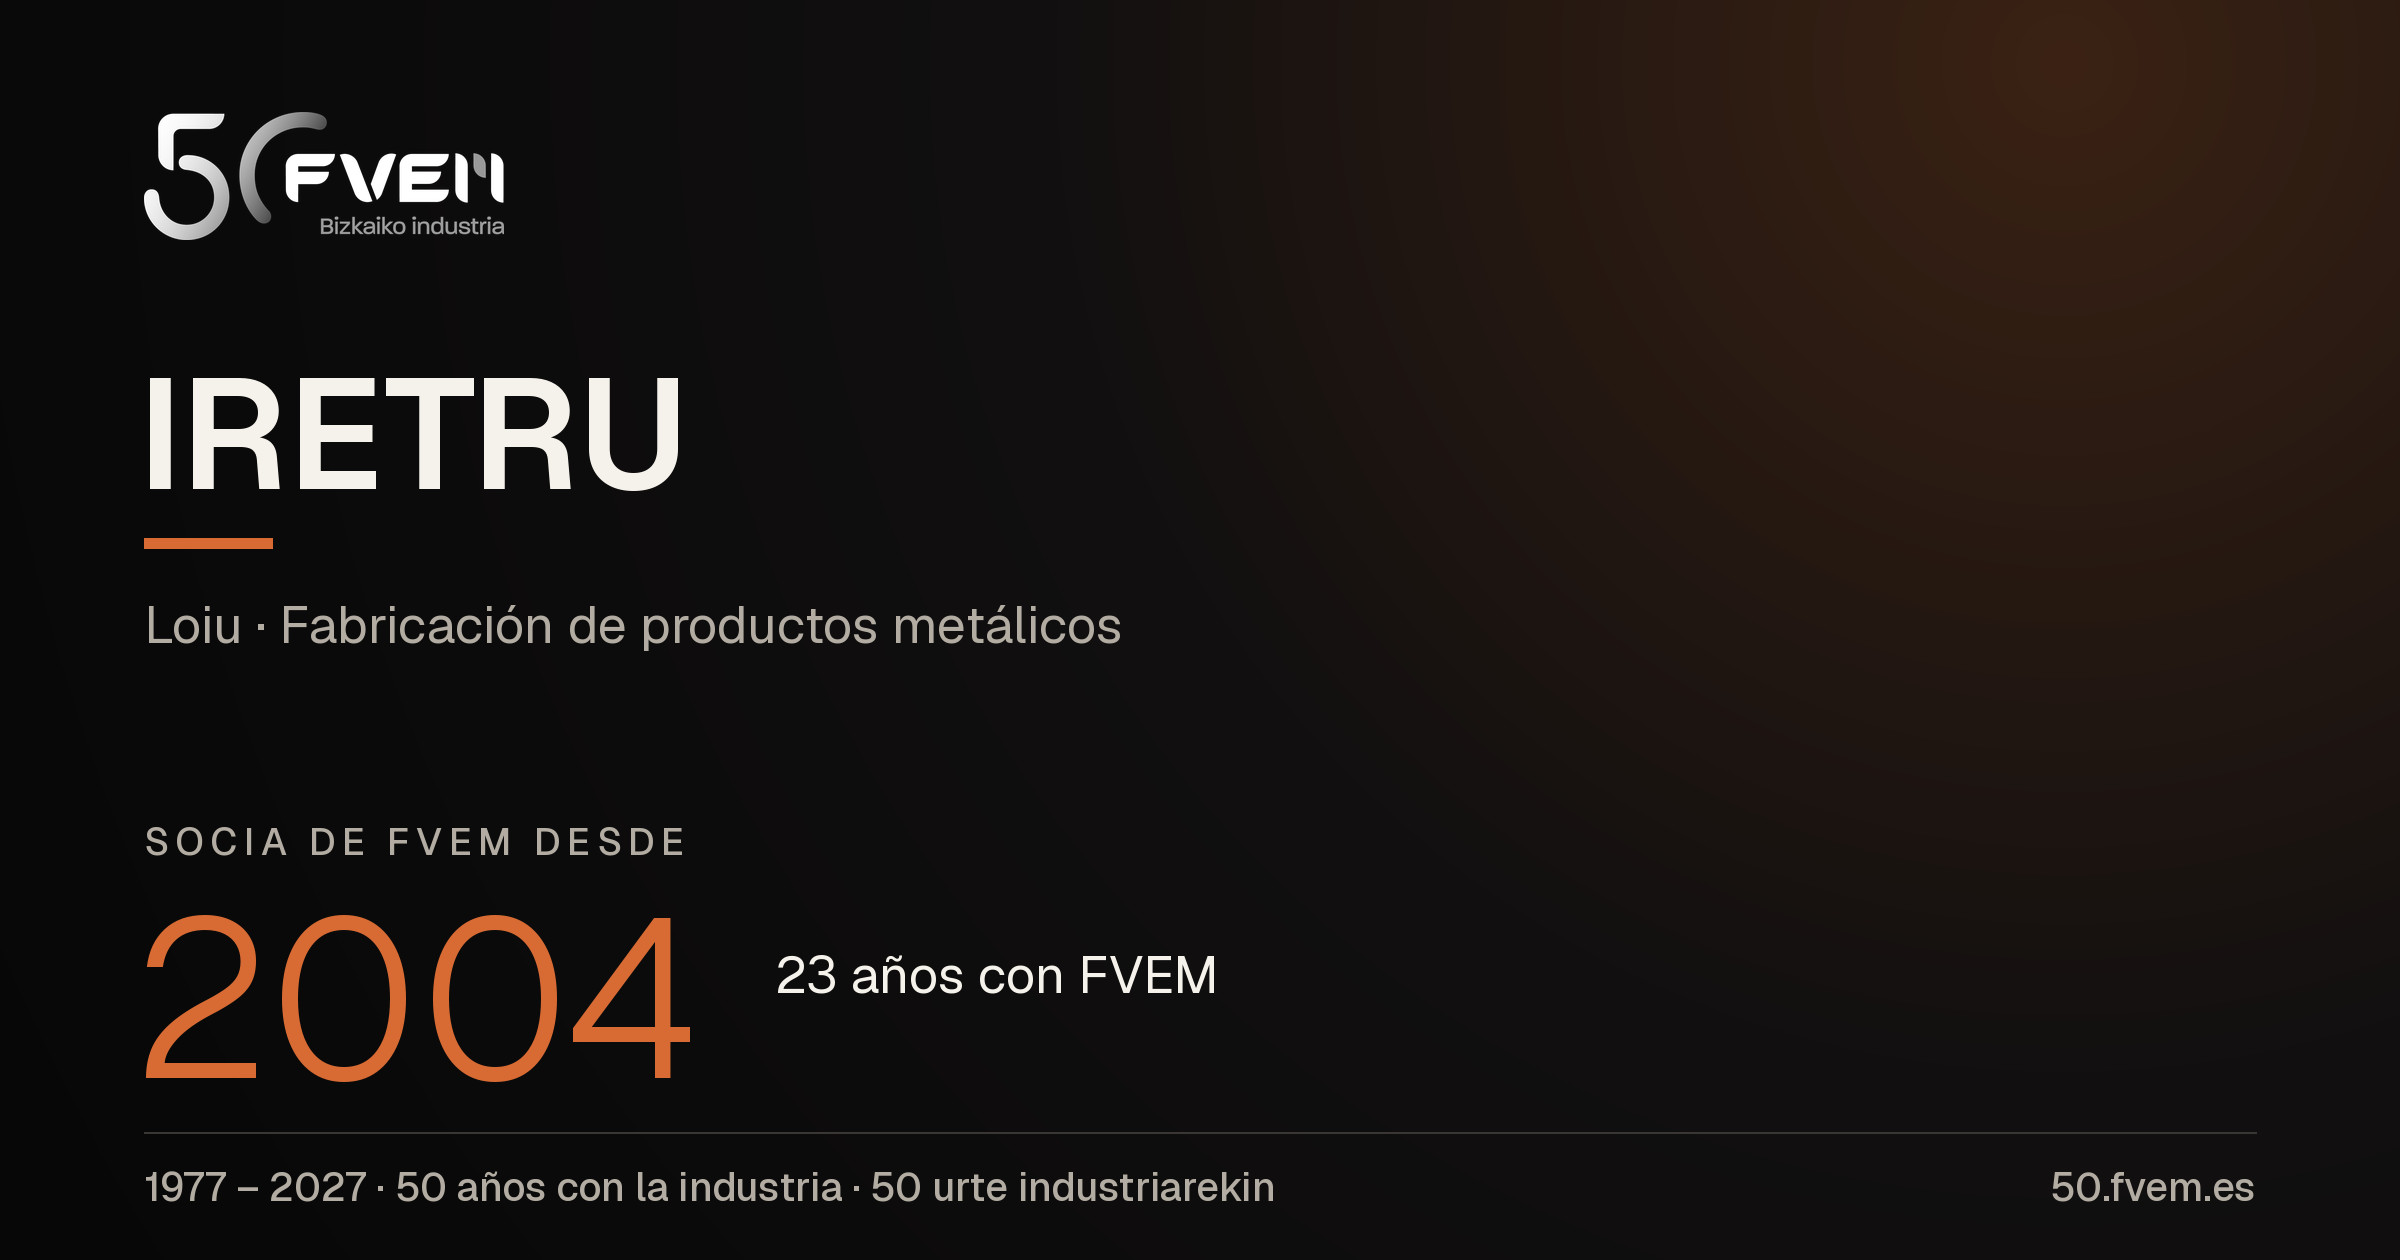 50 FVEM
Bizkaiko industria
IRETRU
Loiu · Fabricación de productos metálicos
SOCIA DE FVEM DESDE
2004
23 años con FVEM
1977 – 2027 · 50 años con la industria · 50 urte industriarekin
50.fvem.es